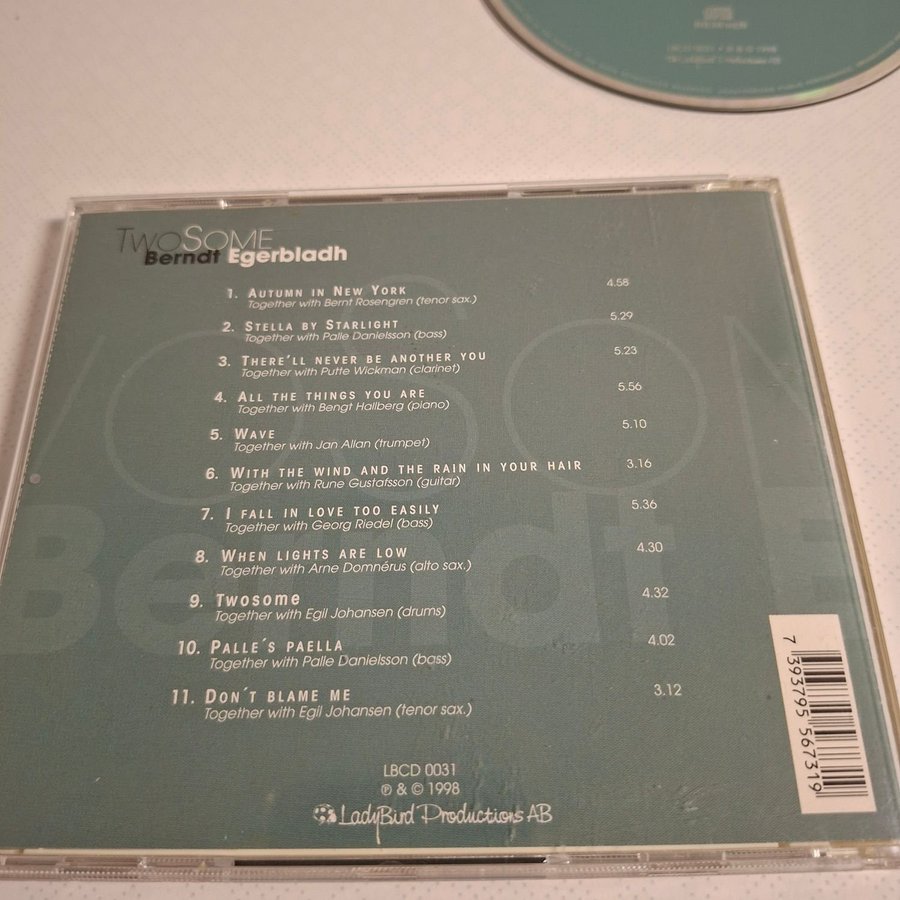 LBCD 0031 ℗ & © 1998
LadyBird Productions AB
TwoSome
Berndt Egerbladh
1. Autumn in New York 4.58
Together with Bernt Rosengren (tenor sax.)
2. Stella by Starlight 5.29
Together with Palle Danielsson (bass)
3. There'll never be another you 5.23
Together with Putte Wickman (clarinet)
4. All the things you are 5.56
Together with Bengt Hallberg (piano)
5. Wave 5.10
Together with Jan Allan (trumpet)
6. With the wind and the rain in your hair 3.16
Together with Rune Gustafsson (guitar)
7. I fall in love too easily 5.36
Together with Georg Riedel (bass)
8. When lights are low 4.30
Together with Arne Domnérus (alto sax.)
9. Twosome 4.32
Together with Egil Johansen (drums)
10. Palle´s paella 4.02
Together with Palle Danielsson (bass)
11. Don´t blame me 3.12
Together with Egil Johansen (tenor sax.)
LBCD 0031
℗ & © 1998
LadyBird Productions AB
7 393795 567319